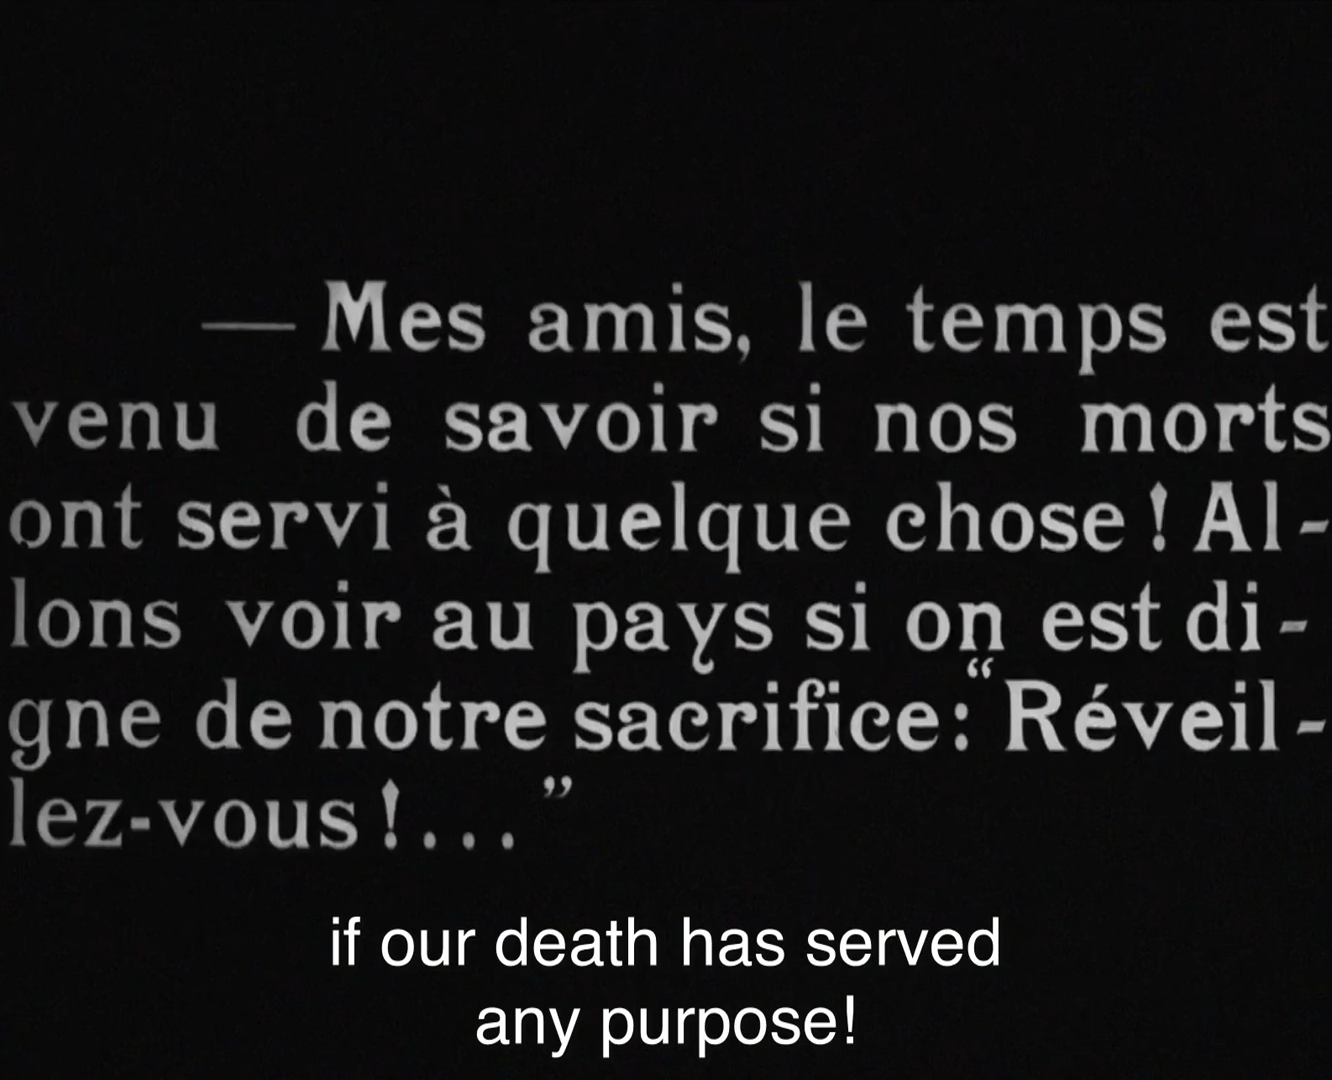 — Mes amis, le temps est
venu de savoir si nos morts
ont servi à quelque chose ! Al-
lons voir au pays si on est di-
gne de notre sacrifice: “Réveil-
lez-vous !... ”
if our death has served
any purpose!